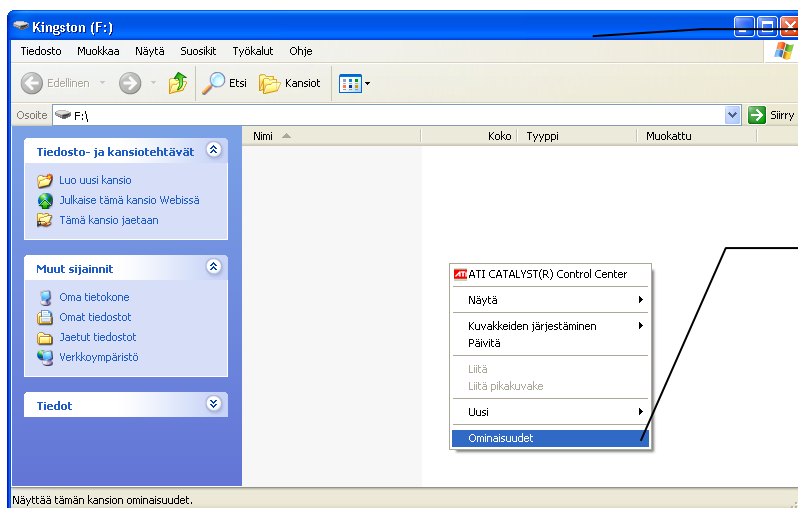 Kingston (F:)
Tiedosto Muokkaa Näytä Suosikit Työkalut Ohje
Edellinen Etsi Kansiot
Osoite F:\ Siirry
Nimi Koko Tyyppi Muokattu
Tiedosto- ja kansiotehtävät
Luo uusi kansio
Julkaise tämä kansio Webissä
Tämä kansio jaetaan
Muut sijainnit
Oma tietokone
Omat tiedostot
Jaetut tiedostot
Verkkoympäristö
Tiedot
ATI ATI CATALYST(R) Control Center
Näytä
Kuvakkeiden järjestäminen
Päivitä
Liitä
Liitä pikakuvake
Uusi
Ominaisuudet
Näyttää tämän kansion ominaisuudet.